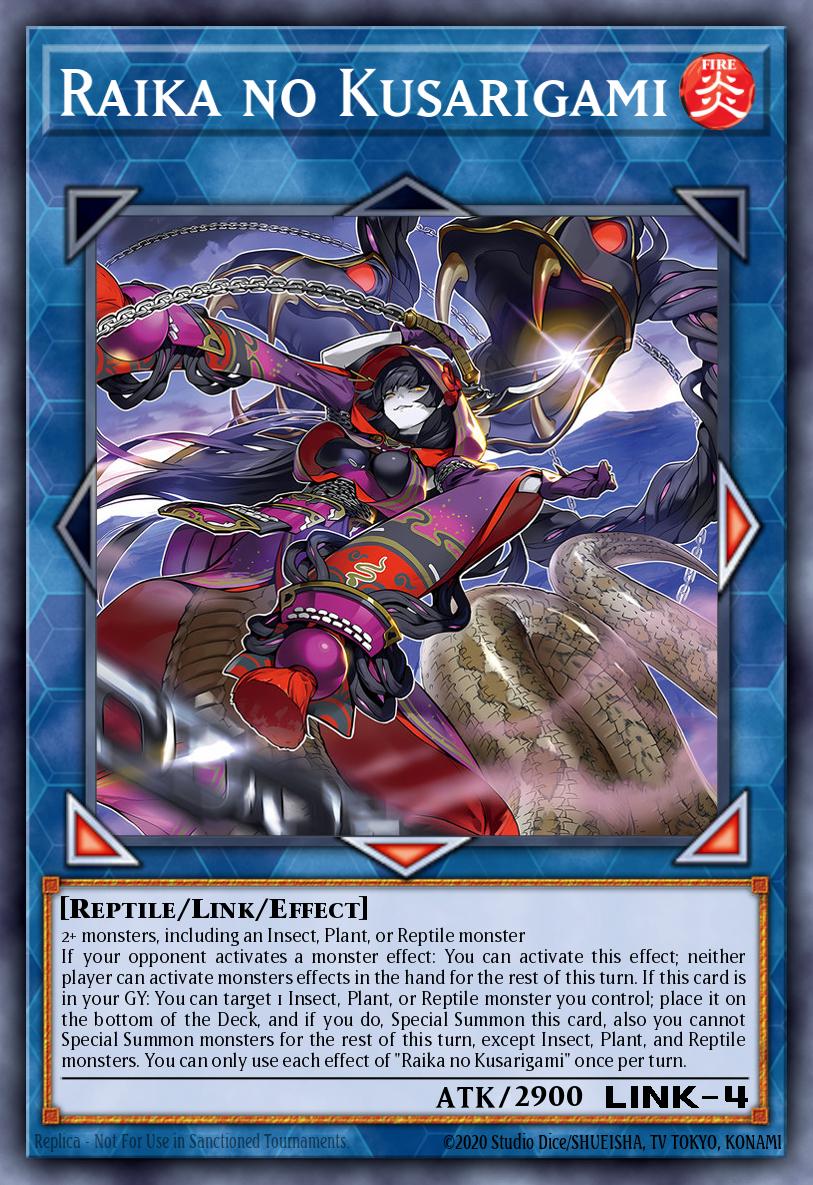 Raika no Kusarigami
FIRE
炎
[Reptile/Link/Effect]
2+ monsters, including an Insect, Plant, or Reptile monster
If your opponent activates a monster effect: You can activate this effect; neither
player can activate monsters effects in the hand for the rest of this turn. If this card is
in your GY: You can target 1 Insect, Plant, or Reptile monster you control; place it on
the bottom of the Deck, and if you do, Special Summon this card, also you cannot
Special Summon monsters for the rest of this turn, except Insect, Plant, and Reptile
monsters. You can only use each effect of "Raika no Kusarigami" once per turn.
ATK/2900 LINK-4
Replica - Not For Use in Sanctioned Tournaments. ©2020 Studio Dice/SHUEISHA, TV TOKYO, KONAMI